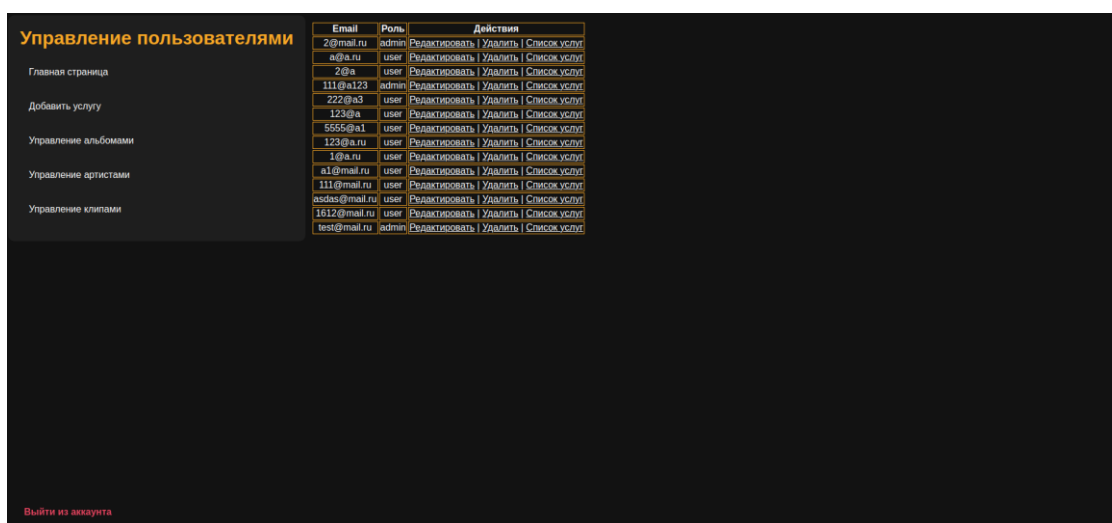 Управление пользователями
Главная страница
Добавить услугу
Управление альбомами
Управление артистами
Управление клипами
Email Роль Действия
2@mail.ru admin Редактировать | Удалить | Список услуг
a@a.ru user Редактировать | Удалить | Список услуг
2@a user Редактировать | Удалить | Список услуг
111@a123 admin Редактировать | Удалить | Список услуг
222@a3 user Редактировать | Удалить | Список услуг
123@a user Редактировать | Удалить | Список услуг
5555@a1 user Редактировать | Удалить | Список услуг
123@a.ru user Редактировать | Удалить | Список услуг
1@a.ru user Редактировать | Удалить | Список услуг
a1@mail.ru user Редактировать | Удалить | Список услуг
111@mail.ru user Редактировать | Удалить | Список услуг
asdas@mail.ru user Редактировать | Удалить | Список услуг
1612@mail.ru user Редактировать | Удалить | Список услуг
test@mail.ru admin Редактировать | Удалить | Список услуг
Выйти из аккаунта